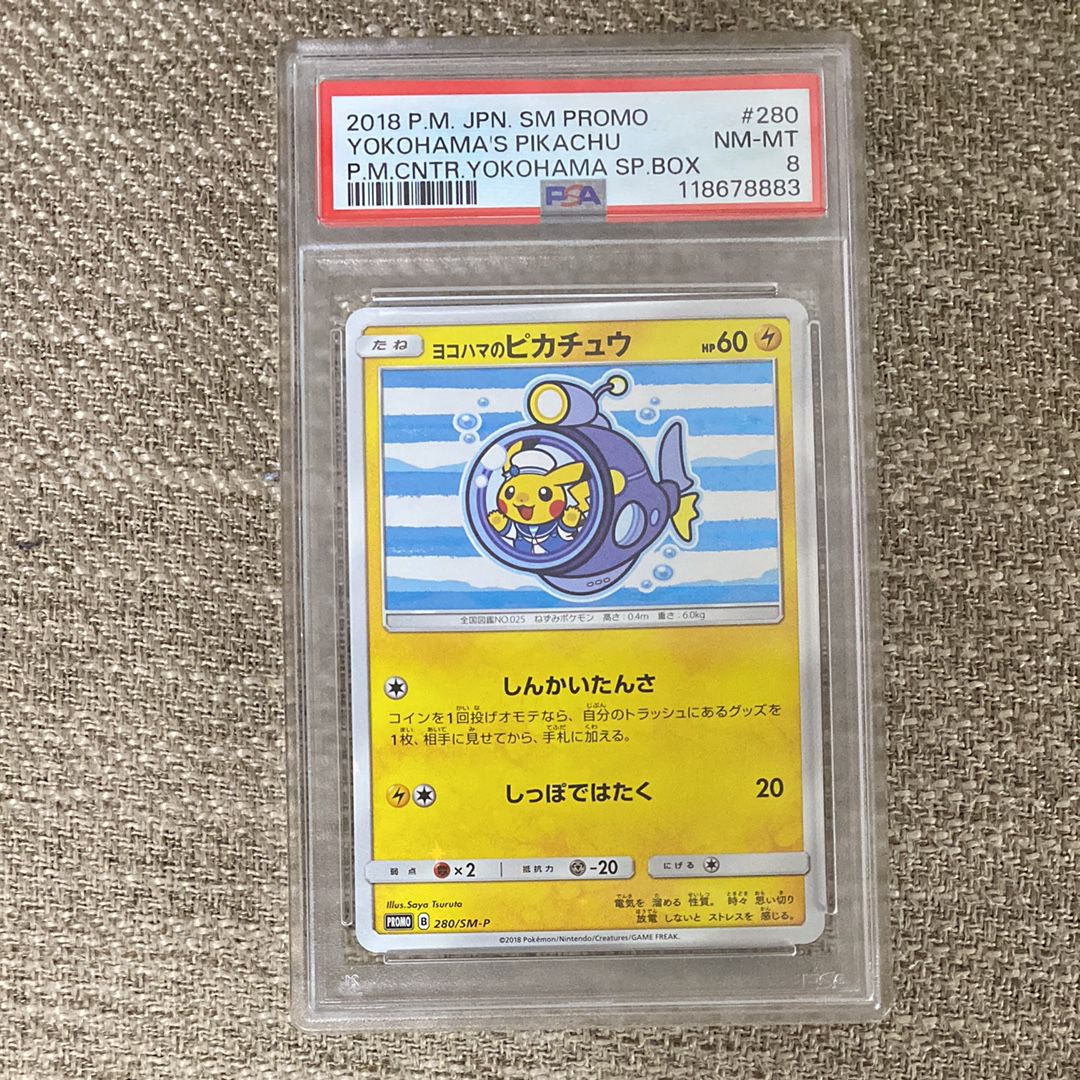 2018 P.M. JPN. SM PROMO #280
YOKOHAMA'S PIKACHU NM-MT
P.M.CNTR.YOKOHAMA SP.BOX 8
PSA 118678883
たね ヨコハマのピカチュウ HP60
全国図鑑NO.025 ねずみポケモン 高さ:0.4m 重さ:6.0kg
しんかいたんさ
コインを1回投げオモテなら、自分のトラッシュにあるグッズを
1枚、相手に見せてから、手札に加える。
しっぽではたく 20
弱点 ×2 抵抗力 -20 にげる
Illus.Saya Tsuruta
電気を 溜める 性質。 時々 思い切り
放電 しないと ストレスを 感じる。
PROMO B 280/SM-P
©2018 Pokémon/Nintendo/Creatures/GAME FREAK.